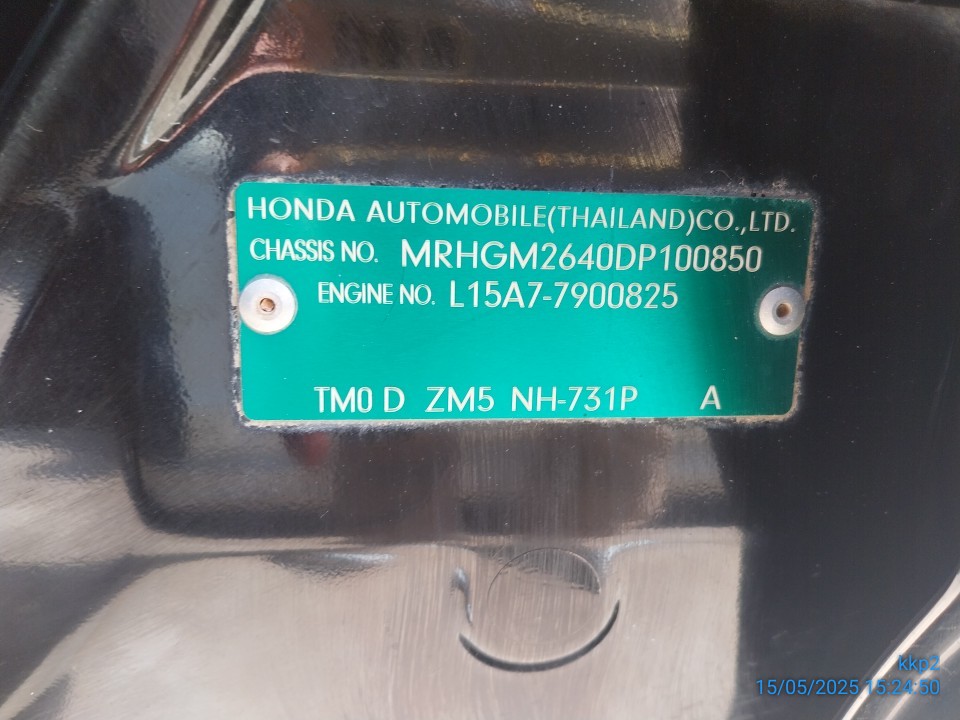 HONDA AUTOMOBILE(THAILAND)CO.,LTD.
CHASSIS NO. MRHGM2640DP100850
ENGINE NO. L15A7-7900825
TM0 D ZM5 NH-731P A
kkp2
15/05/2025 15:24:50